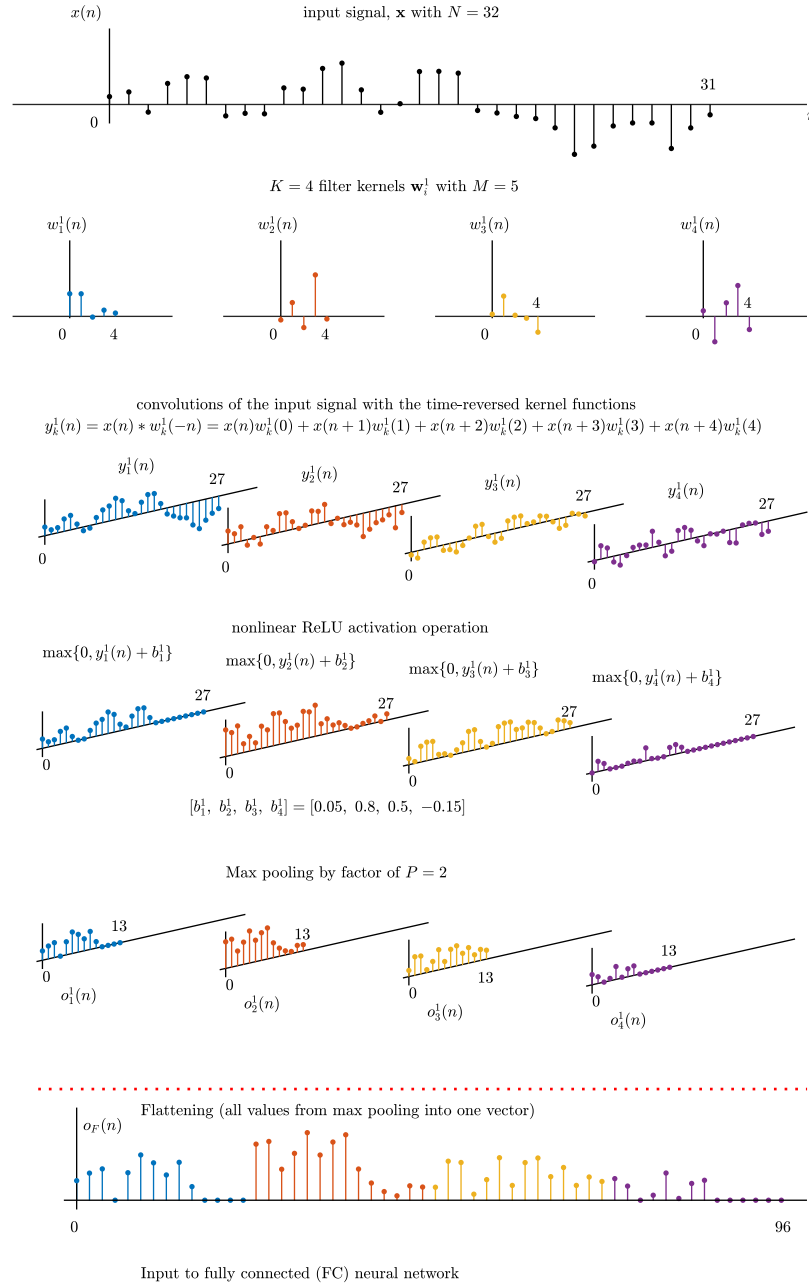 x(n)
input signal, x with N = 32
31
0
K = 4 filter kernels w_i^1 with M = 5
w_1^1(n) w_2^1(n) w_3^1(n) w_4^1(n)
4 4
0 4 0 4 0 0
convolutions of the input signal with the time-reversed kernel functions
y_k^1(n) = x(n) ∗ w_k^1(−n) = x(n)w_k^1(0) + x(n+1)w_k^1(1) + x(n+2)w_k^1(2) + x(n+3)w_k^1(3) + x(n+4)w_k^1(4)
y_1^1(n) y_2^1(n) y_3^1(n) y_4^1(n)
27 27 27 27
0 0 0 0
nonlinear ReLU activation operation
max{0, y_1^1(n) + b_1^1} max{0, y_2^1(n) + b_2^1} max{0, y_3^1(n) + b_3^1} max{0, y_4^1(n) + b_4^1}
27 27 27 27
0 0 0 0
[b_1^1, b_2^1, b_3^1, b_4^1] = [0.05, 0.8, 0.5, −0.15]
Max pooling by factor of P = 2
13 13 13 13
0 0 0 0
o_1^1(n) o_2^1(n) o_3^1(n) o_4^1(n)
Flattening (all values from max pooling into one vector)
o_F(n)
0 96
Input to fully connected (FC) neural network